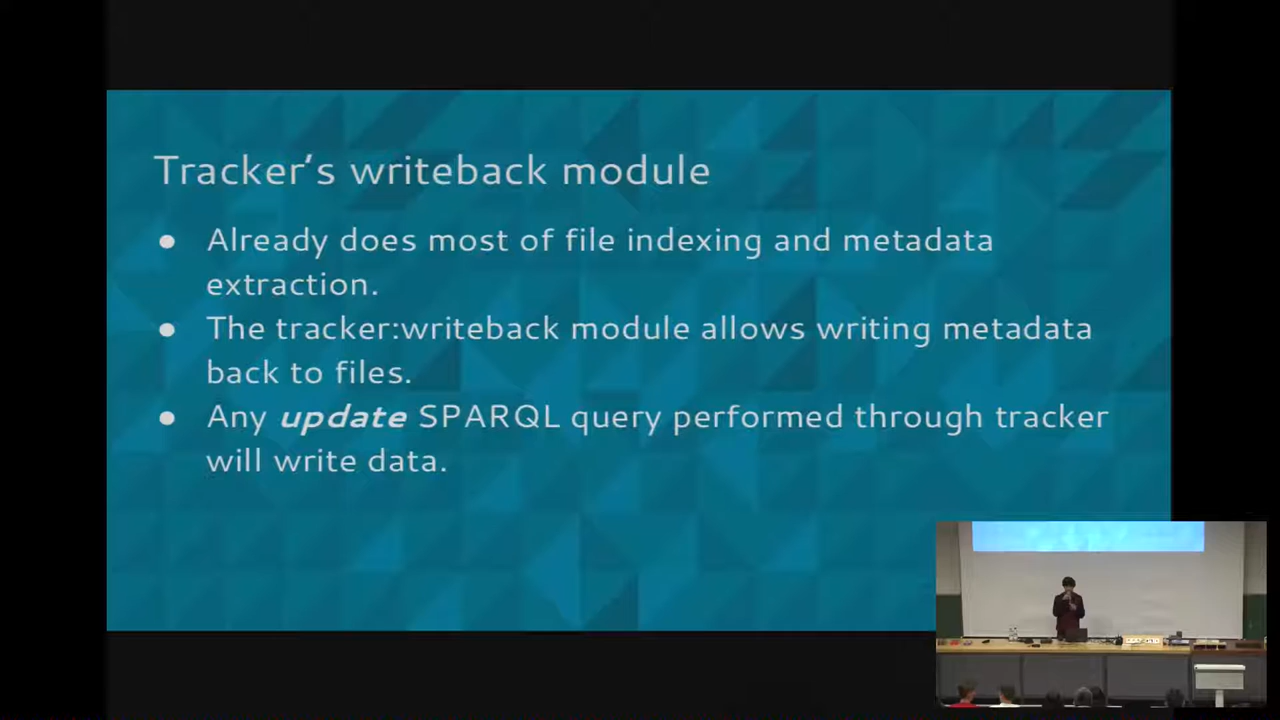 Tracker's writeback module
● Already does most of file indexing and metadata
extraction.
● The tracker:writeback module allows writing metadata
back to files.
● Any update SPARQL query performed through tracker
will write data.